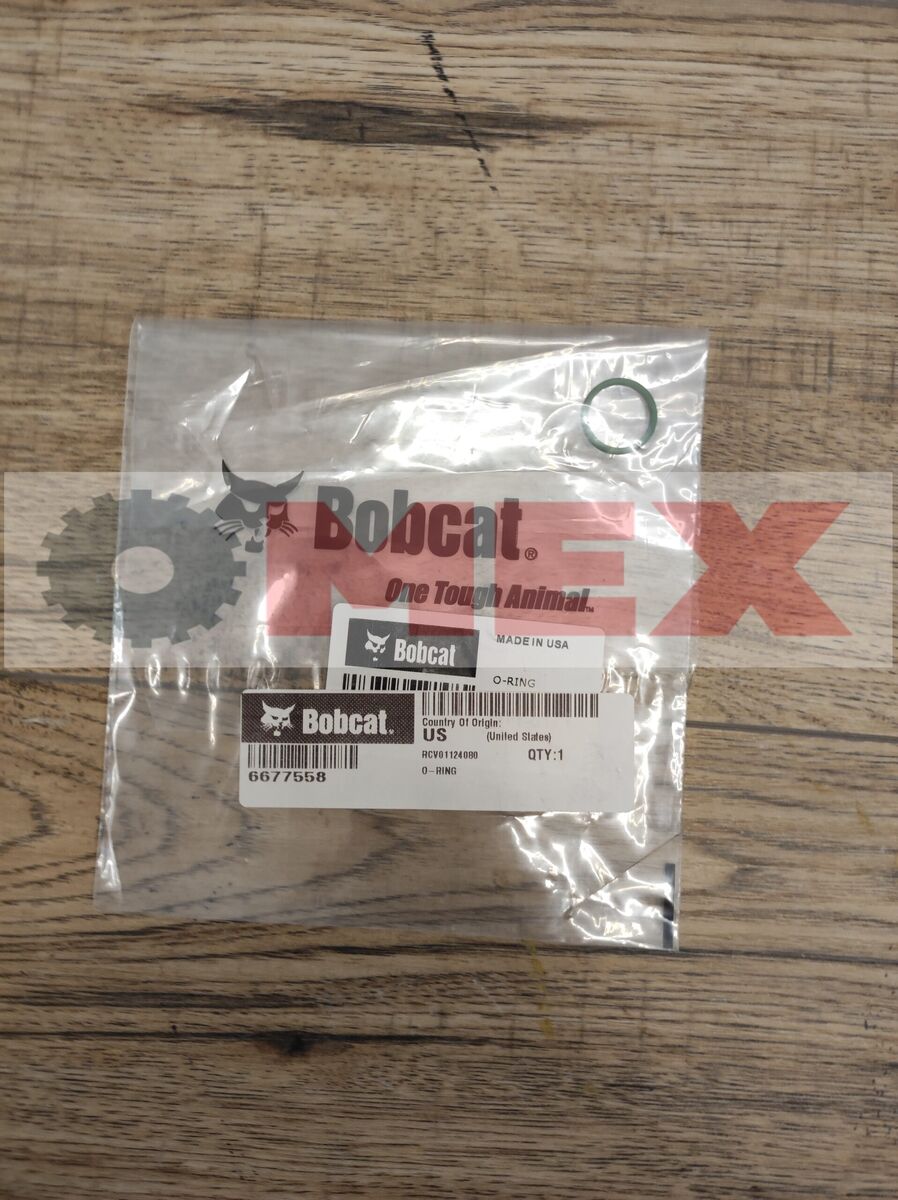 Bobcat®
One Tough Animal™
OMEX
Bobcat
MADE IN USA
O-RING
Bobcat®
Country Of Origin:
US (United States)
RCV01124080 QTY:1
6677558
O-RING